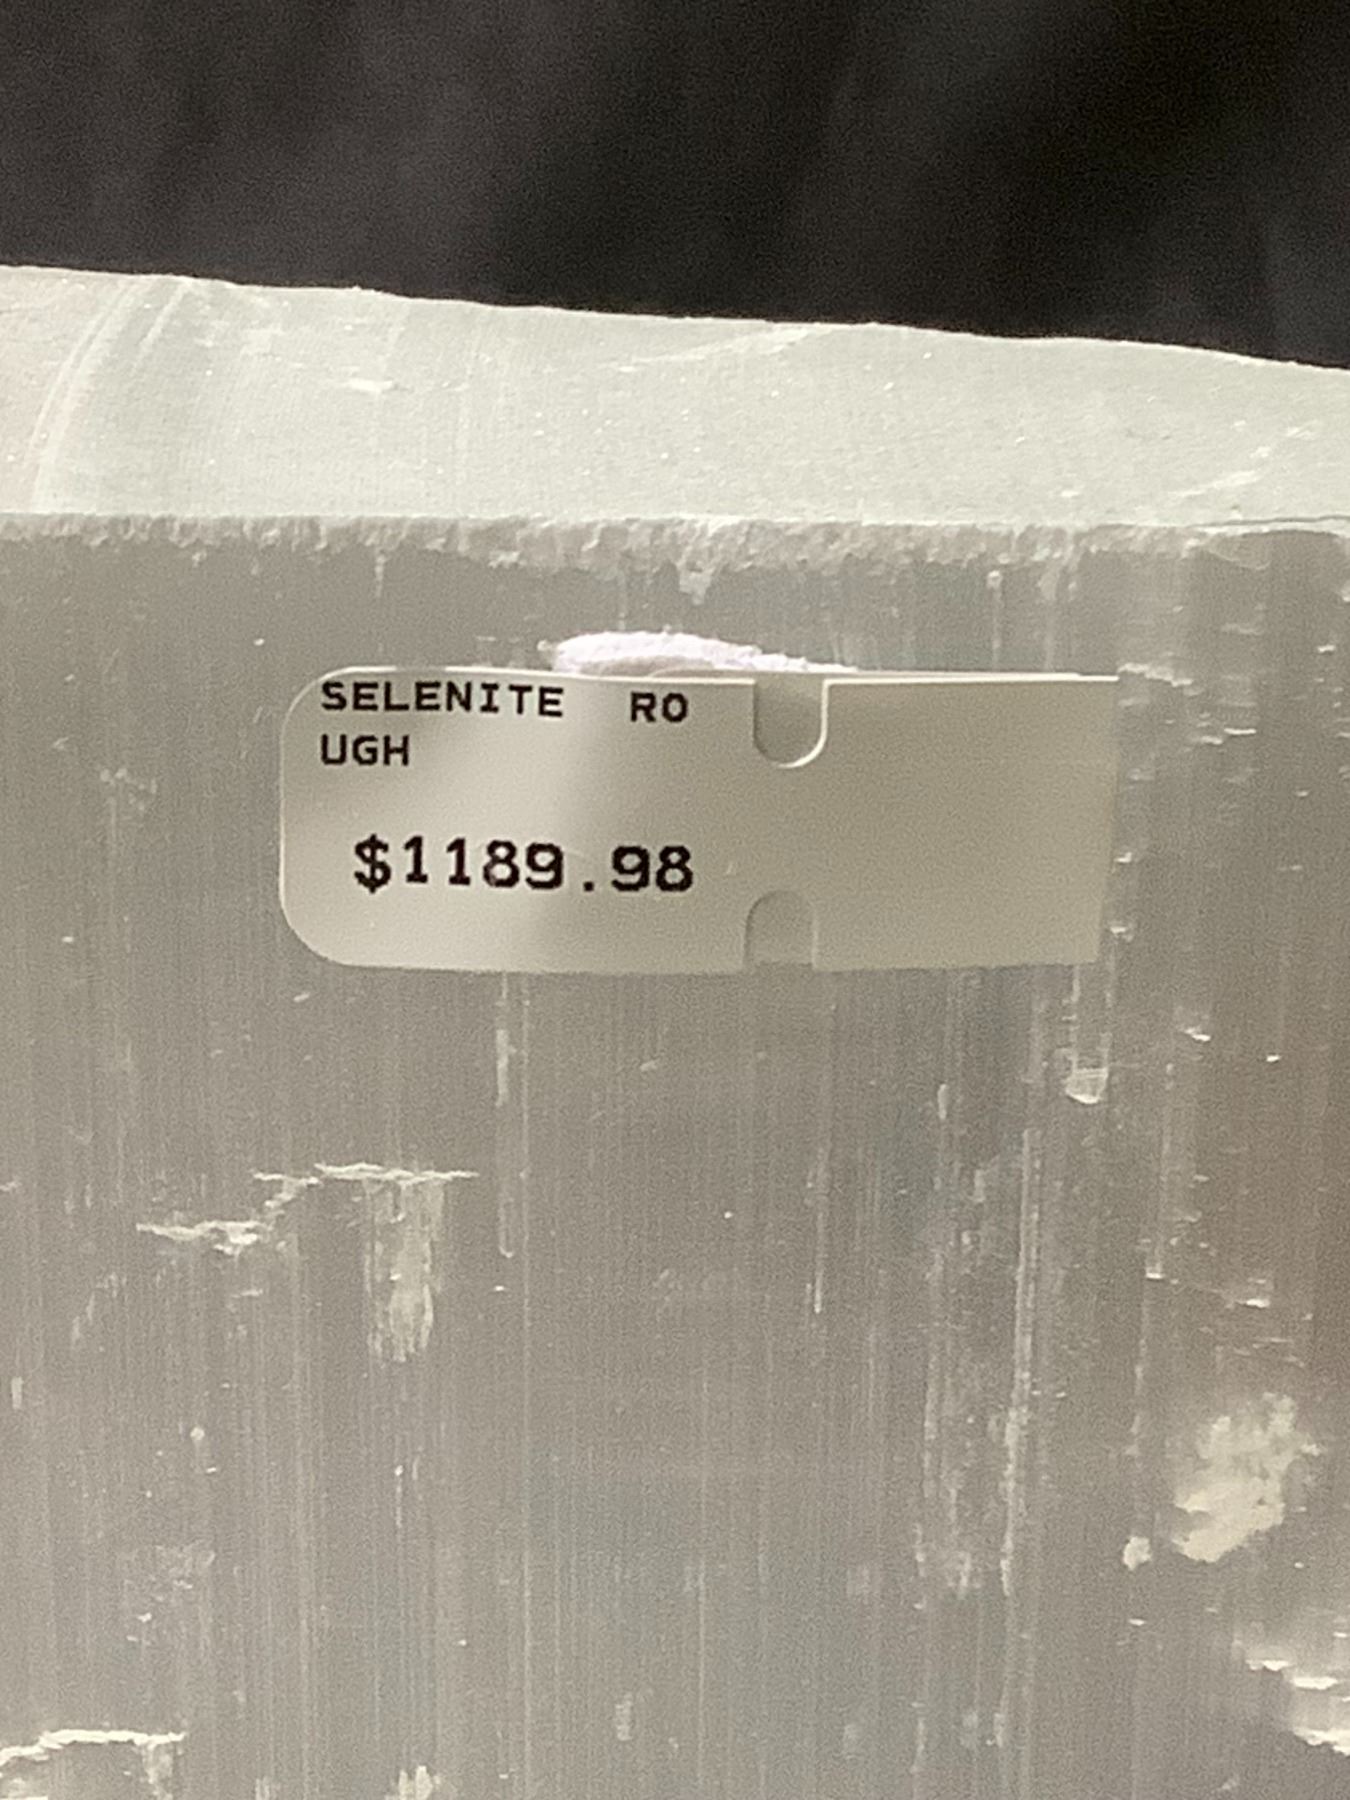 SELENITE RO
UGH
$1189.98